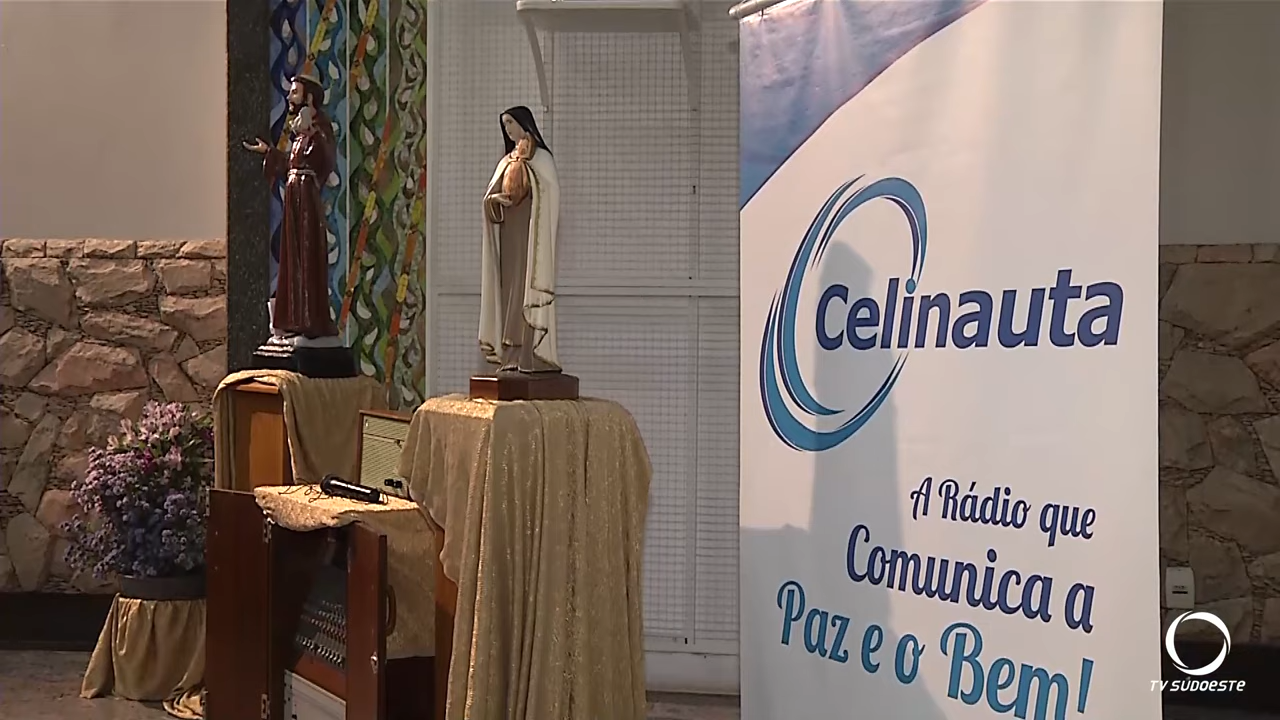 Celinauta
A Rádio que
Comunica a
Paz e o Bem!
TV SUDOESTE